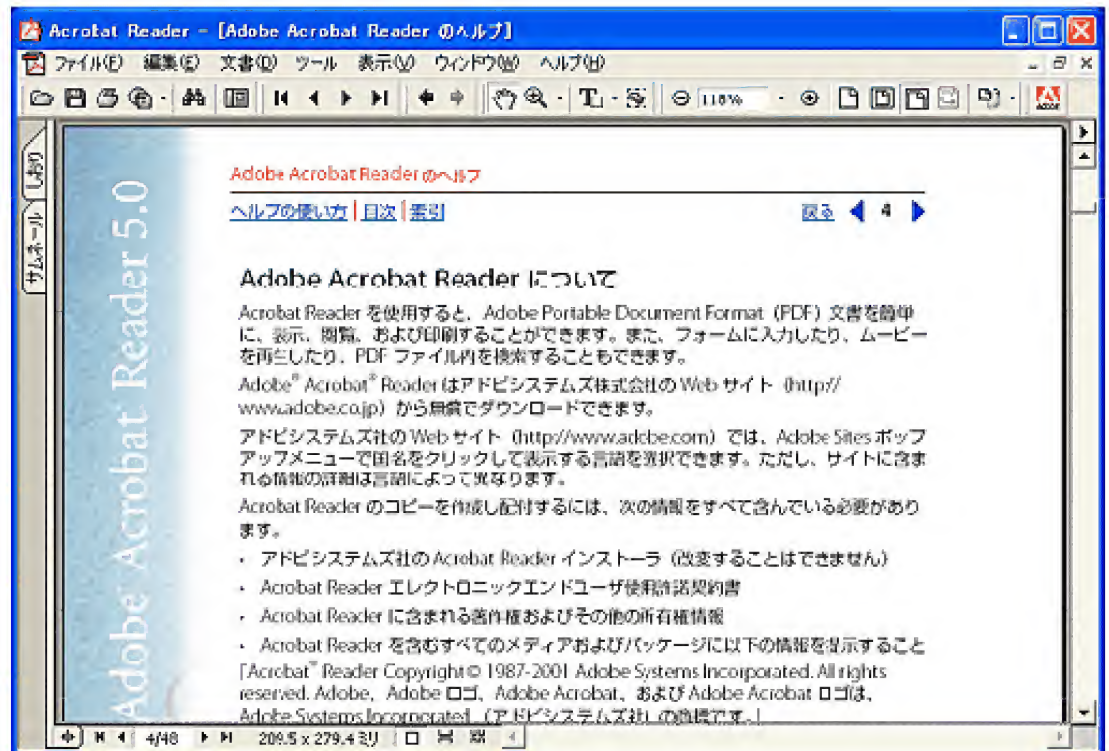 Acrobat Reader - [Adobe Acrobat Reader のヘルプ]
ファイル(F) 編集(E) 文書(D) ツール 表示(V) ウィンドウ(W) ヘルプ(H)
118%
しおり
サムネール
Adobe Acrobat Reader 5.0
Adobe Acrobat Reader のヘルプ
ヘルプの使い方 | 目次 | 索引
戻る 4
Adobe Acrobat Reader について
Acrobat Reader を使用すると、Adobe Portable Document Format (PDF) 文書を簡単
に、表示、閲覧、および印刷することができます。また、フォームに入力したり、ムービー
を再生したり、PDF ファイル内を検索することもできます。
Adobe® Acrobat® Reader はアドビシステムズ株式会社の Web サイト (http://
www.adobe.co.jp) から無償でダウンロードできます。
アドビシステムズ社の Web サイト (http://www.adobe.com) では、Adobe Sites ポップ
アップメニューで国名をクリックして表示する言語を選択できます。ただし、サイトに含ま
れる情報の詳細は言語によって異なります。
Acrobat Reader のコピーを作成し配付するには、次の情報をすべて含んでいる必要があり
ます。
• アドビシステムズ社の Acrobat Reader インストーラ (改変することはできません)
• Acrobat Reader エレクトロニックエンドユーザ使用許諾契約書
• Acrobat Reader に含まれる著作権およびその他の所有権情報
• Acrobat Reader を含むすべてのメディアおよびパッケージに以下の情報を提示すること
「Acrobat® Reader Copyright © 1987-2001 Adobe Systems Incorporated. All rights
reserved. Adobe、Adobe ロゴ、Adobe Acrobat、および Adobe Acrobat ロゴは、
Adobe Systems Incorporated (アドビシステムズ社) の商標です。」
4/48 209.5 x 279.4 ミリ